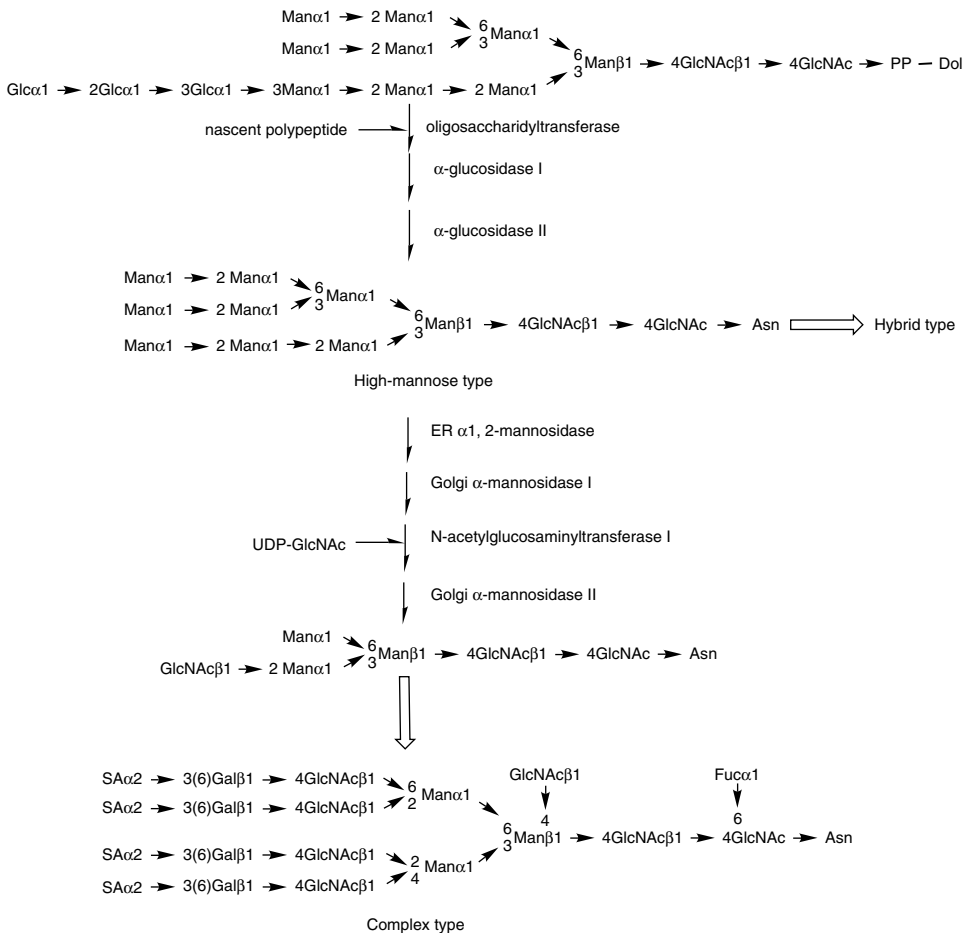 Manα1 → 2 Manα1
6
3 Manα1
Manα1 → 2 Manα1
6
3 Manβ1 → 4GlcNAcβ1 → 4GlcNAc → PP — Dol
Glcα1 → 2Glcα1 → 3Glcα1 → 3Manα1 → 2 Manα1 → 2 Manα1
nascent polypeptide → oligosaccharidyltransferase
α-glucosidase I
α-glucosidase II
Manα1 → 2 Manα1
6
3 Manα1
Manα1 → 2 Manα1
6
3 Manβ1 → 4GlcNAcβ1 → 4GlcNAc → Asn ⇒ Hybrid type
Manα1 → 2 Manα1 → 2 Manα1
High-mannose type
ER α1, 2-mannosidase
Golgi α-mannosidase I
UDP-GlcNAc → N-acetylglucosaminyltransferase I
Golgi α-mannosidase II
Manα1
6
3 Manβ1 → 4GlcNAcβ1 → 4GlcNAc → Asn
GlcNAcβ1 → 2 Manα1
SAα2 → 3(6)Galβ1 → 4GlcNAcβ1
6
2 Manα1
SAα2 → 3(6)Galβ1 → 4GlcNAcβ1
GlcNAcβ1
4
Fucα1
6
6
3 Manβ1 → 4GlcNAcβ1 → 4GlcNAc → Asn
SAα2 → 3(6)Galβ1 → 4GlcNAcβ1
2
4 Manα1
SAα2 → 3(6)Galβ1 → 4GlcNAcβ1
Complex type